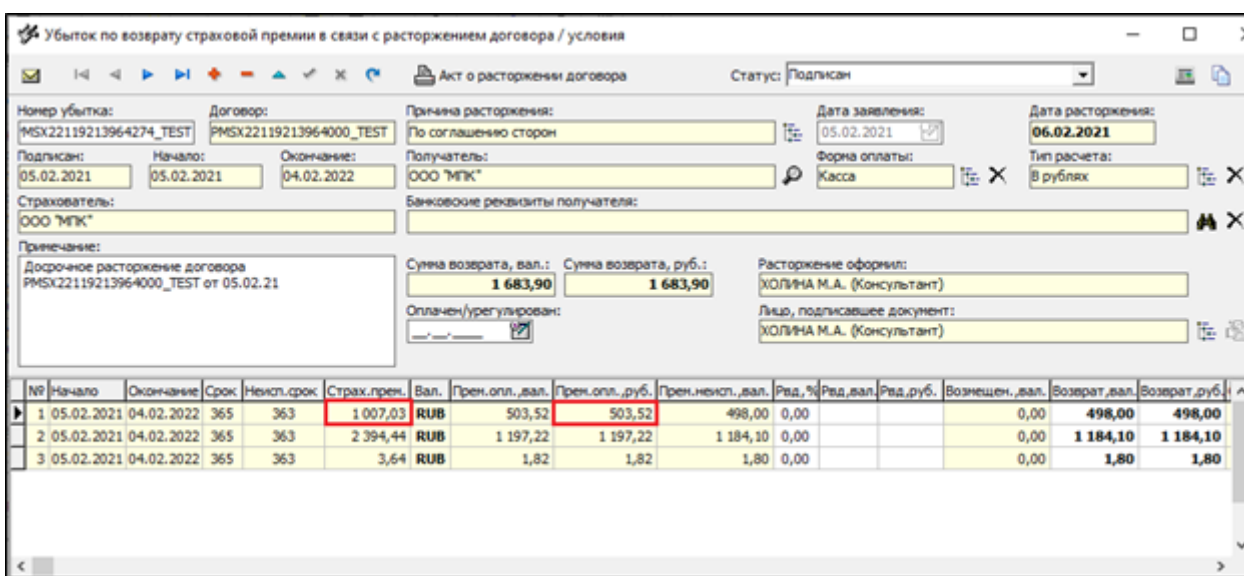 Убыток по возврату страховой премии в связи с расторжением договора / условия
Акт о расторжении договора Статус: Подписан
Номер убытка: Договор: Причина расторжения: Дата заявления: Дата расторжения:
MSX22119213964274_TEST PMSX22119213964000_TEST По соглашению сторон 05.02.2021 06.02.2021
Подписан: Начало: Окончание: Получатель: Форма оплаты: Тип расчета:
05.02.2021 05.02.2021 04.02.2022 ООО "МПК" Касса В рублях
Страхователь: Банковские реквизиты получателя:
ООО "МПК"
Примечание:
Досрочное расторжение договора
PMSX22119213964000_TEST от 05.02.21
Сумма возврата, вал.: Сумма возврата, руб.: Расторжение оформил:
1 683,90 1 683,90 ХОЛИНА М.А. (Консультант)
Оплачен/урегулирован: Лицо, подписавшее документ:
__.__.____ ХОЛИНА М.А. (Консультант)
№ Начало Окончание Срок Неисп.срок Страх.прем. Вал. Прем.опл.,вал. Прем.опл.,руб. Прем.неисп.,вал. Рвд,% Рвд,вал. Рвд,руб. Возмещен.,вал. Возврат,вал. Возврат,руб.
1 05.02.2021 04.02.2022 365 363 1 007,03 RUB 503,52 503,52 498,00 0,00 0,00 498,00 498,00
2 05.02.2021 04.02.2022 365 363 2 394,44 RUB 1 197,22 1 197,22 1 184,10 0,00 0,00 1 184,10 1 184,10
3 05.02.2021 04.02.2022 365 363 3,64 RUB 1,82 1,82 1,80 0,00 0,00 1,80 1,80